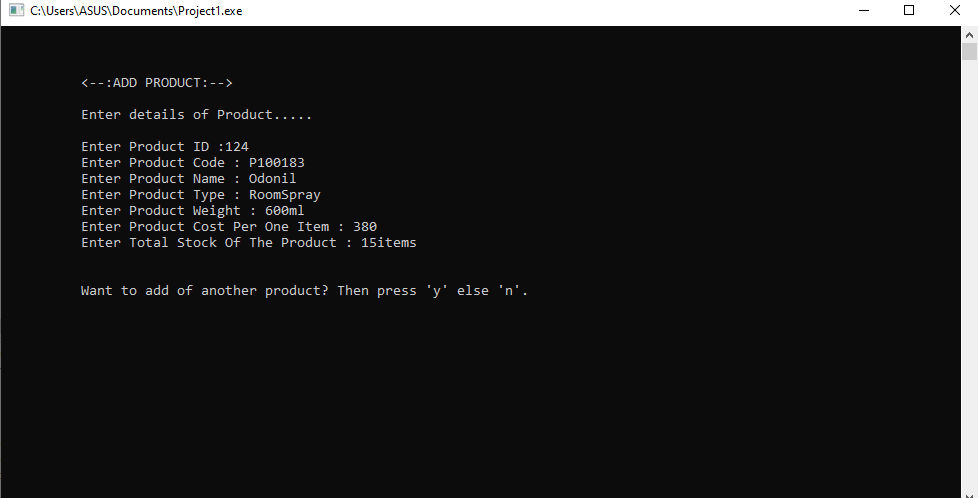 C:\Users\ASUS\Documents\Project1.exe
<--:ADD PRODUCT:-->
Enter details of Product.....
Enter Product ID :124
Enter Product Code : P100183
Enter Product Name : Odonil
Enter Product Type : RoomSpray
Enter Product Weight : 600ml
Enter Product Cost Per One Item : 380
Enter Total Stock Of The Product : 15items
Want to add of another product? Then press 'y' else 'n'.